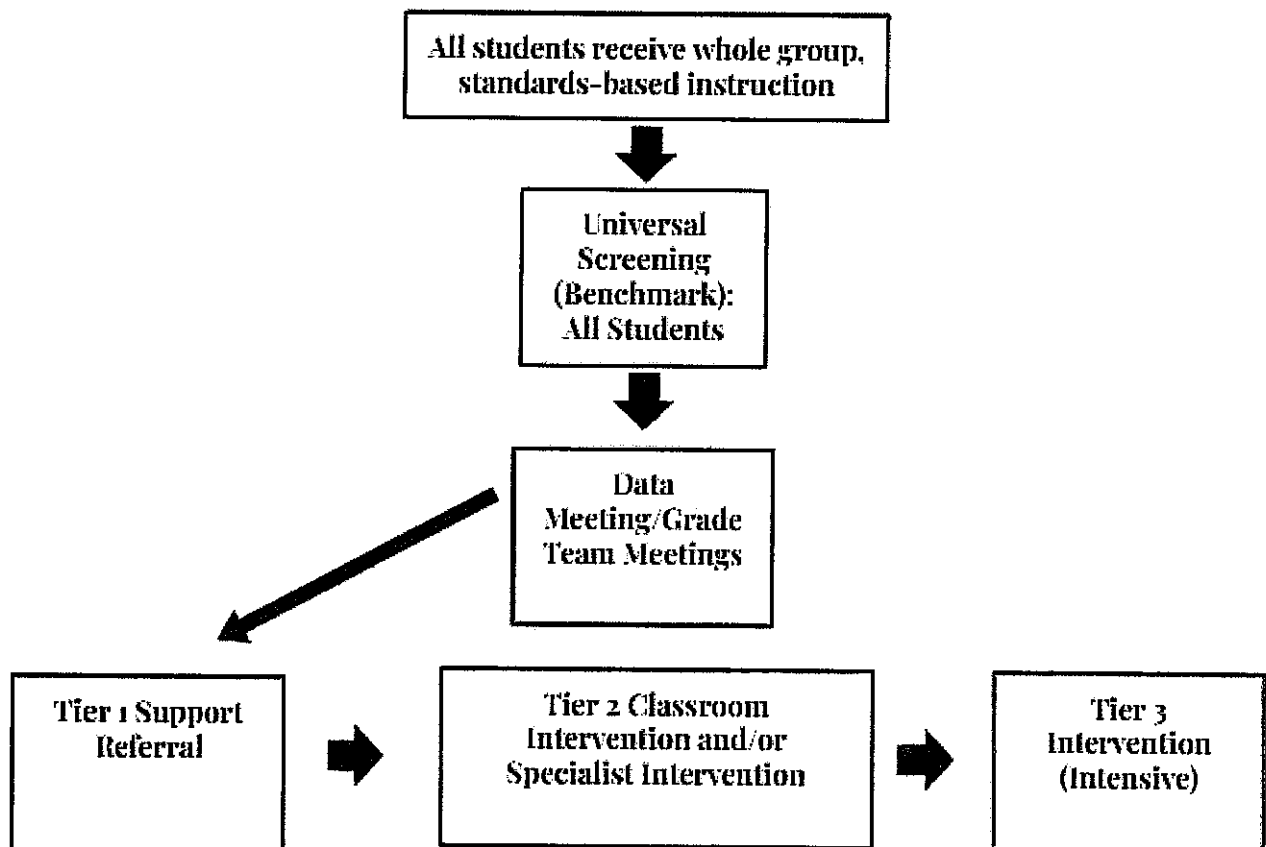 All students receive whole group,
standards-based instruction
Universal
Screening
(Benchmark):
All Students
Data
Meeting/Grade
Team Meetings
Tier 1 Support
Referral
Tier 2 Classroom
Intervention and/or
Specialist Intervention
Tier 3
Intervention
(Intensive)